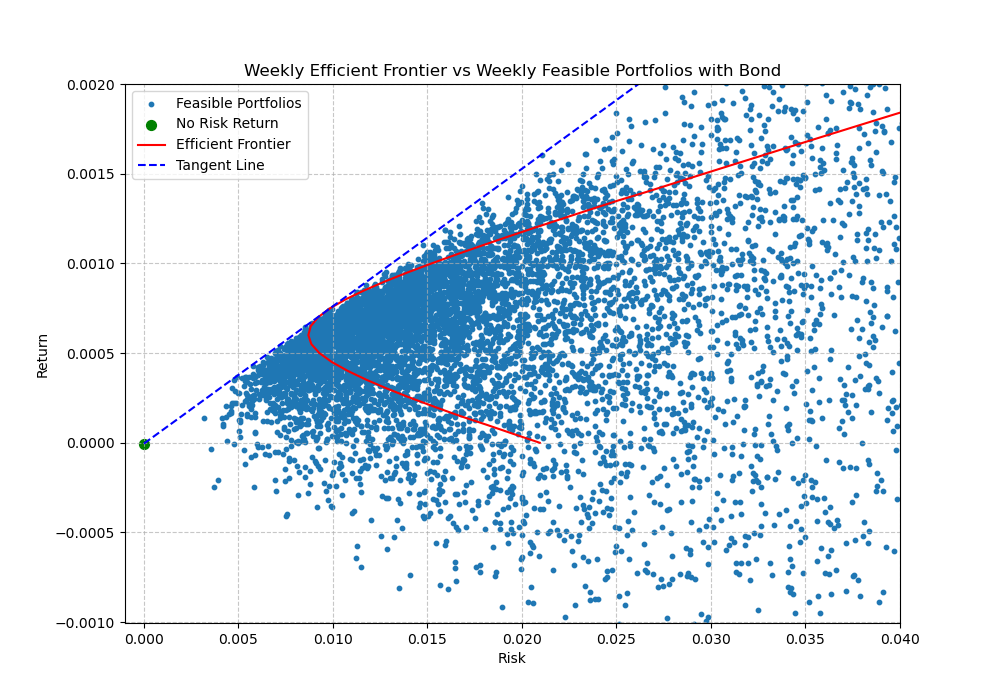 Weekly Efficient Frontier vs Weekly Feasible Portfolios with Bond
Feasible Portfolios
No Risk Return
Efficient Frontier
Tangent Line
0.0020
0.0015
0.0010
0.0005
0.0000
−0.0005
−0.0010
Return
0.000 0.005 0.010 0.015 0.020 0.025 0.030 0.035 0.040
Risk